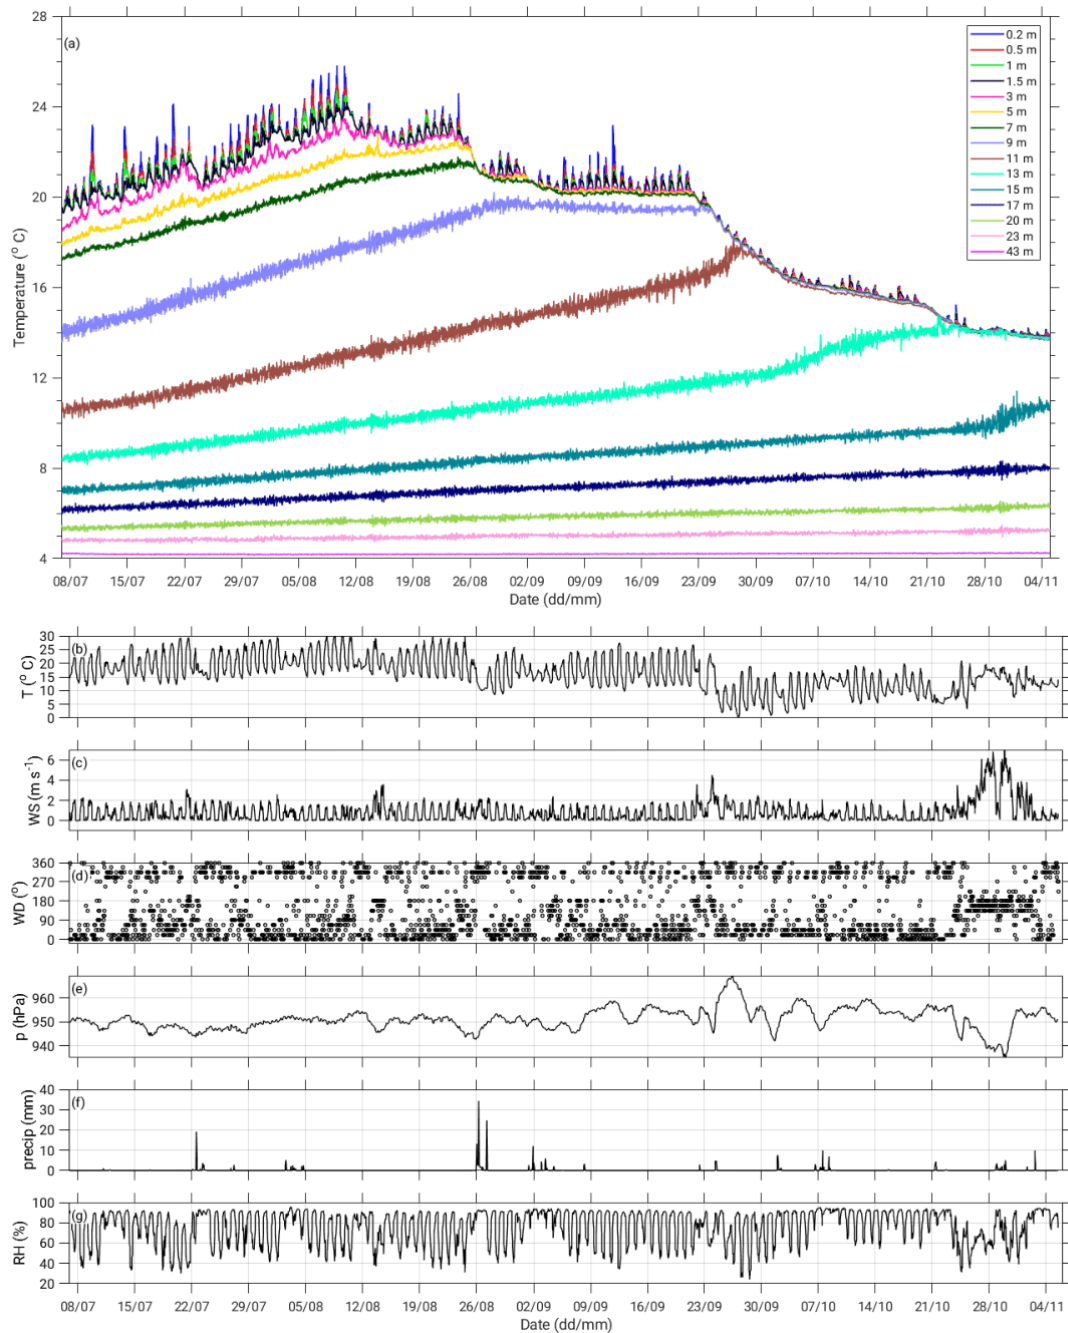 28
24
20
16
12
8
4
Temperature (° C)
(a)
0.2 m
0.5 m
1 m
1.5 m
3 m
5 m
7 m
9 m
11 m
13 m
15 m
17 m
20 m
23 m
43 m
08/07 15/07 22/07 29/07 05/08 12/08 19/08 26/08 02/09 09/09 16/09 23/09 30/09 07/10 14/10 21/10 28/10 04/11
Date (dd/mm)
(b)
30
25
20
15
10
5
0
T (° C)
(c)
6
4
2
0
WS (m s⁻¹)
(d)
360
270
180
90
0
WD (°)
(e)
960
950
940
p (hPa)
(f)
40
30
20
10
0
precip (mm)
(g)
100
80
60
40
20
RH (%)
08/07 15/07 22/07 29/07 05/08 12/08 19/08 26/08 02/09 09/09 16/09 23/09 30/09 07/10 14/10 21/10 28/10 04/11
Date (dd/mm)